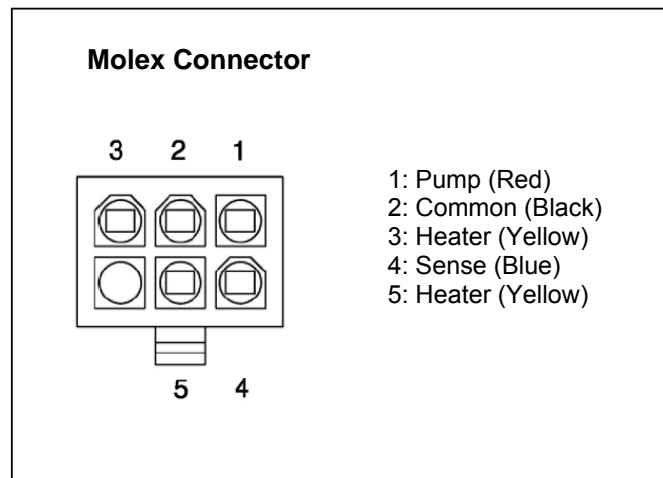 Molex Connector
3 2 1
1: Pump (Red)
2: Common (Black)
3: Heater (Yellow)
4: Sense (Blue)
5: Heater (Yellow)
5 4